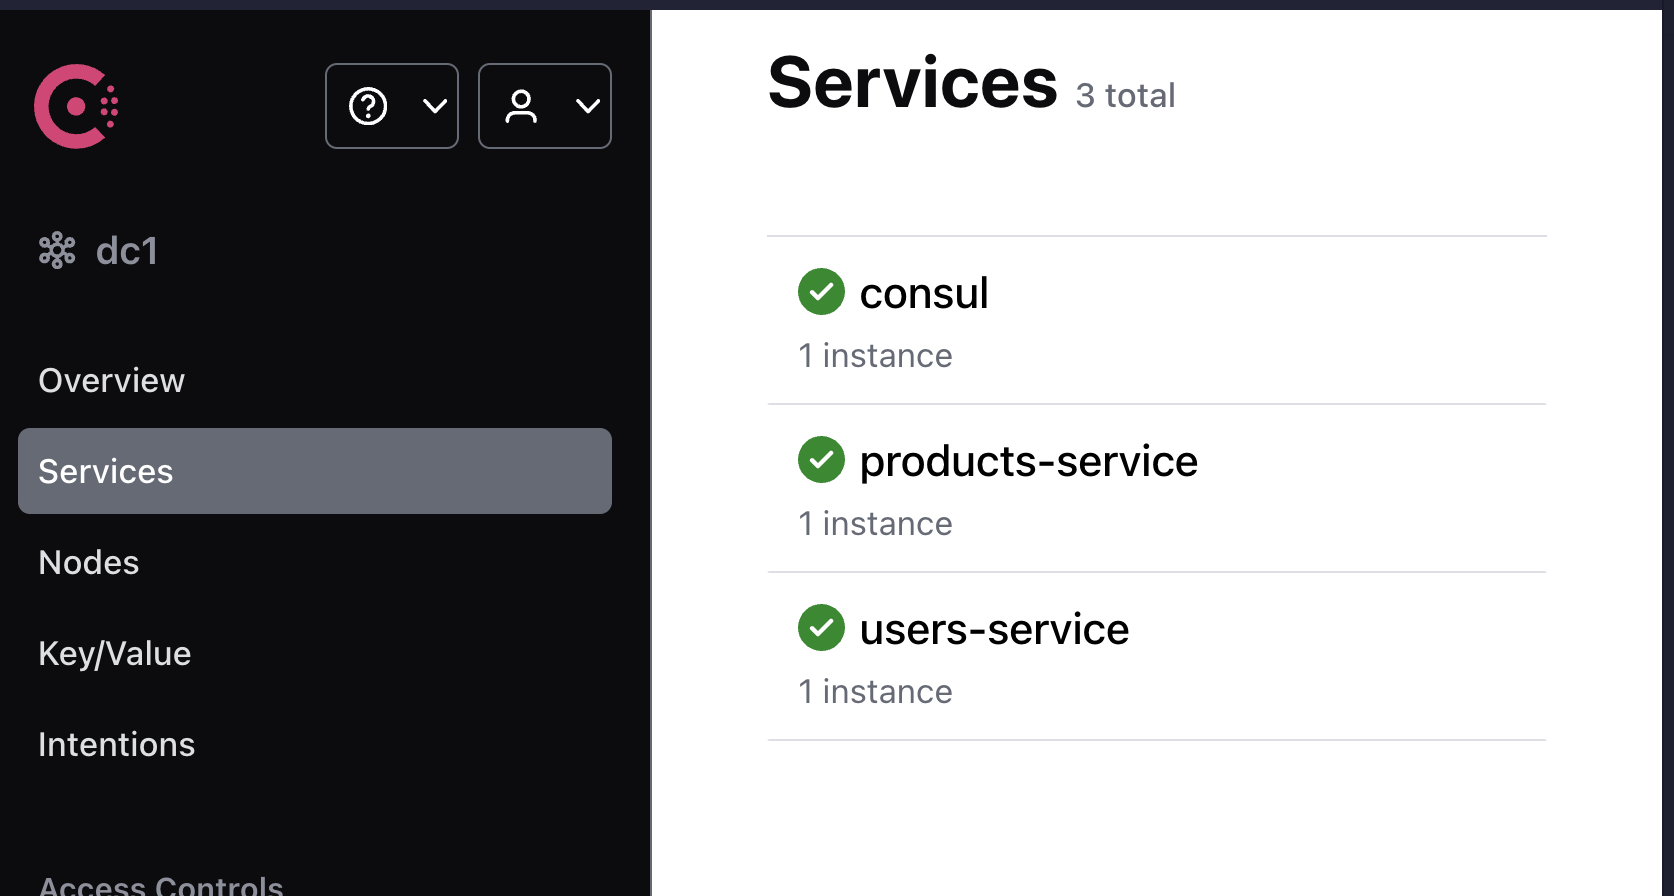 dc1
Overview
Services
Nodes
Key/Value
Intentions
Access Controls
Services 3 total
consul
1 instance
products-service
1 instance
users-service
1 instance